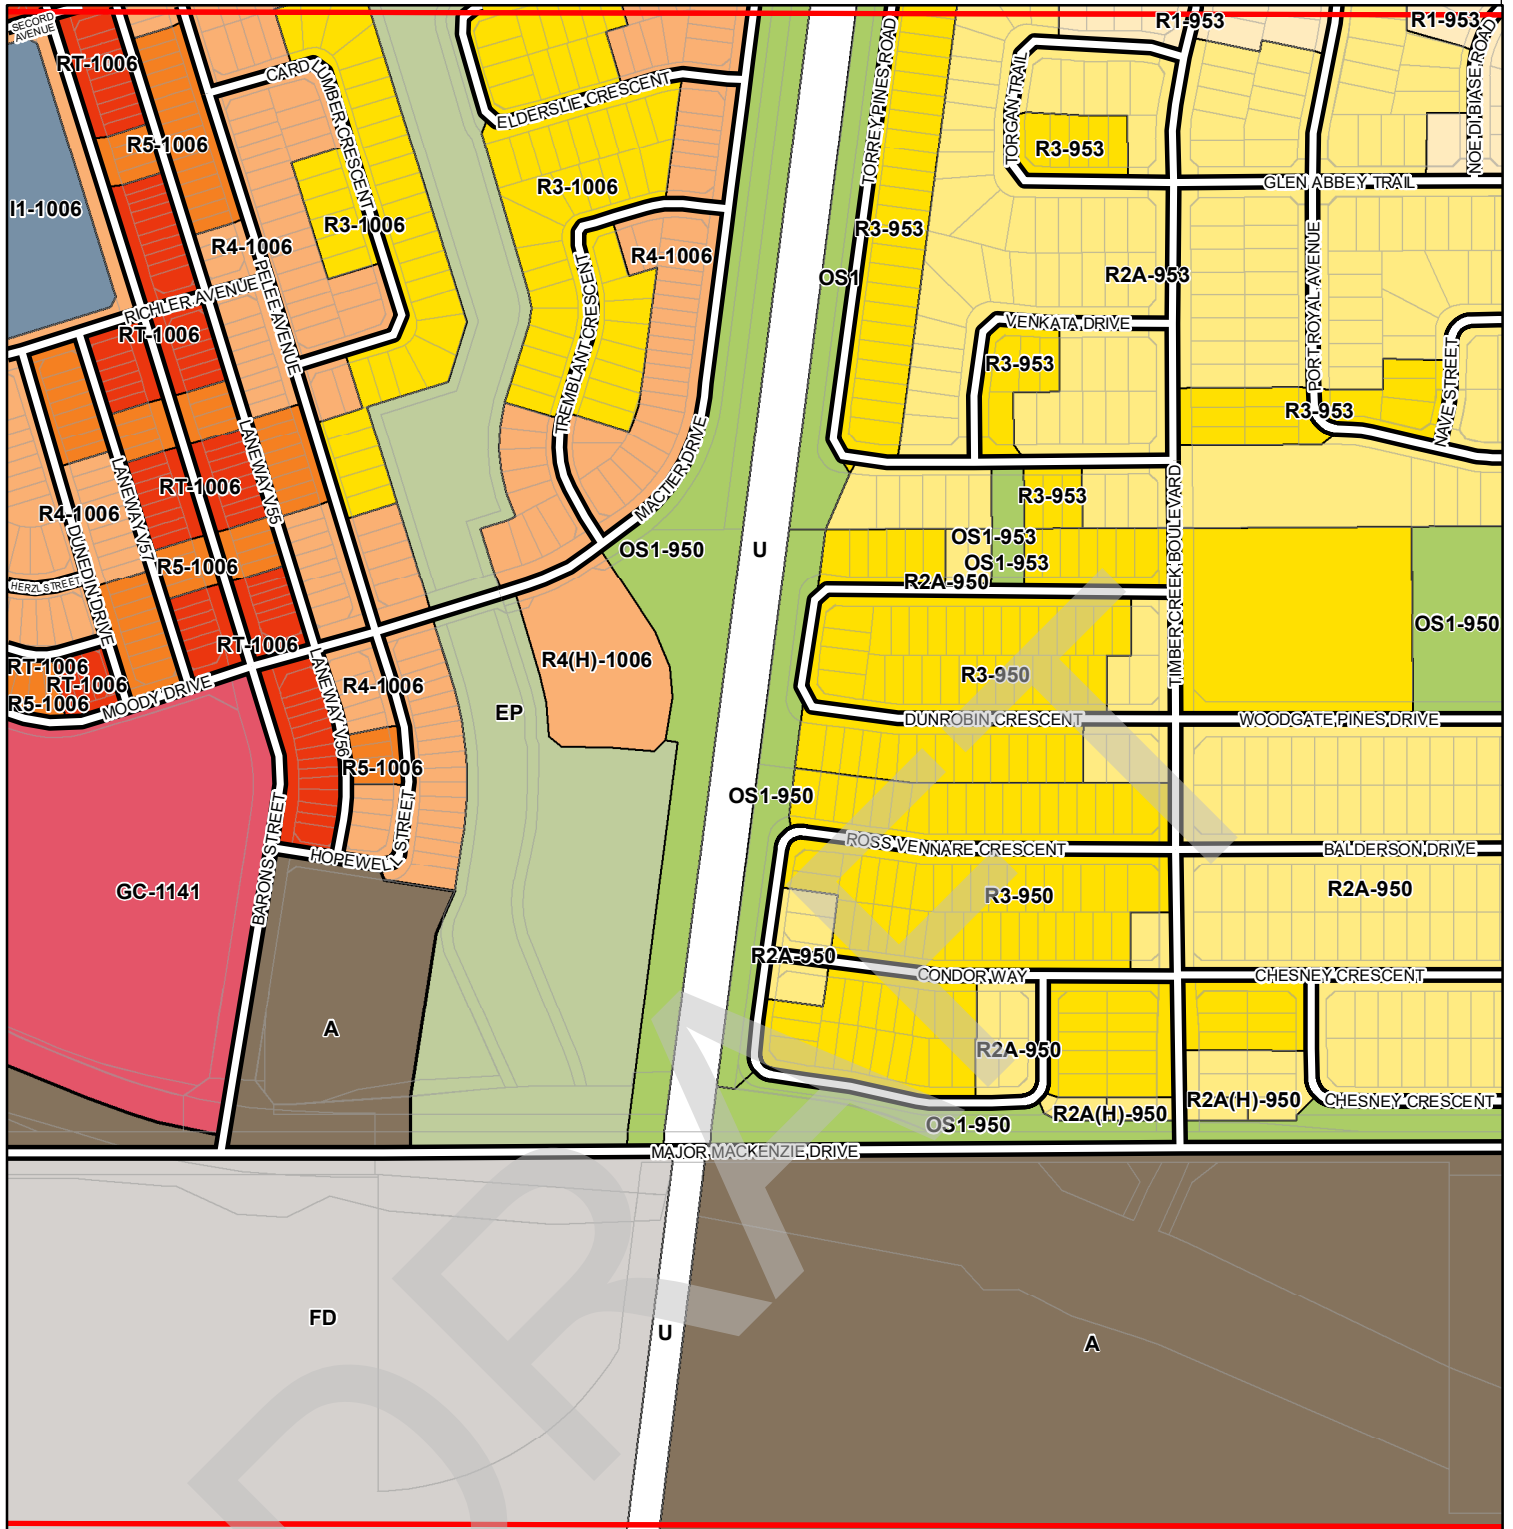 SECORD
AVENUE
RT-1006
R1-953
R1-953
CARD LUMBER CRESCENT
ELDERSLIE CRESCENT
TORREY PINES ROAD
TORGAN TRAIL
NOE DI BIASE ROAD
R5-1006
R3-953
R3-1006
GLEN ABBEY TRAIL
I1-1006
R3-1006
R3-953
R4-1006
R4-1006
PORT ROYAL AVENUE
PELEE AVENUE
OS1
R2A-953
RICHLER AVENUE
TREMBLANT CRESCENT
RT-1006
VENKATA DRIVE
R3-953
NAVE STREET
R3-953
LANEWAY V55
MACTIER DRIVE
RT-1006
LANEWAY V57
R3-953
R4-1006
TIMBER CREEK BOULEVARD
OS1-953
OS1-950
U
DUNEDIN DRIVE
R5-1006
OS1-953
R2A-950
HERZL STREET
OS1-950
RT-1006
R4(H)-1006
RT-1006
R3-950
RT-1006
R4-1006
LANEWAY V56
R5-1006
MOODY DRIVE
EP
DUNROBIN CRESCENT
WOODGATE PINES DRIVE
R5-1006
OS1-950
BARONS STREET
HOPEWELL STREET
ROSS VENNARE CRESCENT
BALDERSON DRIVE
GC-1141
R3-950
R2A-950
R2A-950
CONDOR WAY
CHESNEY CRESCENT
A
R2A-950
R2A(H)-950
R2A(H)-950
CHESNEY CRESCENT
OS1-950
MAJOR MACKENZIE DRIVE
FD
U
A
DRAFT